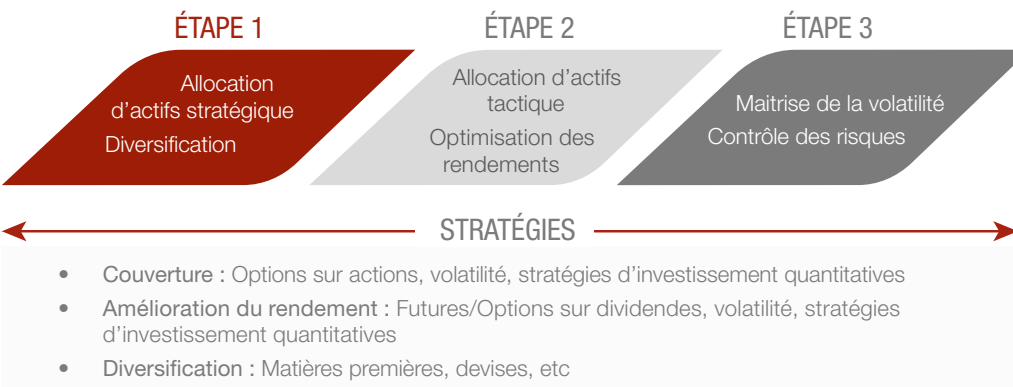 ÉTAPE 1
ÉTAPE 2
ÉTAPE 3
Allocation
d’actifs stratégique
Diversification
Allocation d’actifs
tactique
Optimisation des
rendements
Maitrise de la volatilité
Contrôle des risques
STRATÉGIES
• Couverture : Options sur actions, volatilité, stratégies d’investissement quantitatives
• Amélioration du rendement : Futures/Options sur dividendes, volatilité, stratégies
d’investissement quantitatives
• Diversification : Matières premières, devises, etc